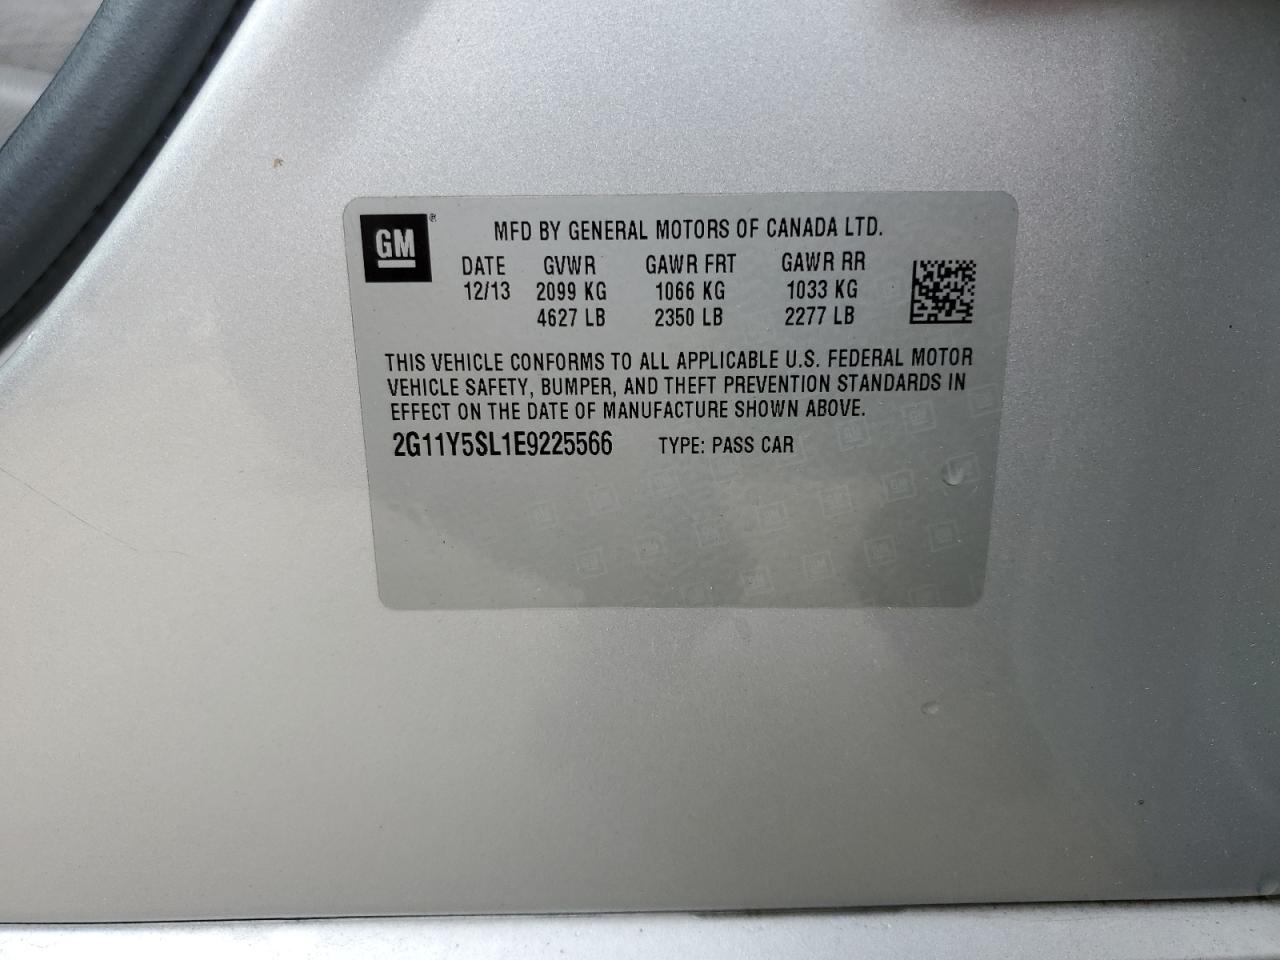 GM®
MFD BY GENERAL MOTORS OF CANADA LTD.
DATE GVWR GAWR FRT GAWR RR
12/13 2099 KG 1066 KG 1033 KG
4627 LB 2350 LB 2277 LB
THIS VEHICLE CONFORMS TO ALL APPLICABLE U.S. FEDERAL MOTOR
VEHICLE SAFETY, BUMPER, AND THEFT PREVENTION STANDARDS IN
EFFECT ON THE DATE OF MANUFACTURE SHOWN ABOVE.
2G11Y5SL1E9225566 TYPE: PASS CAR